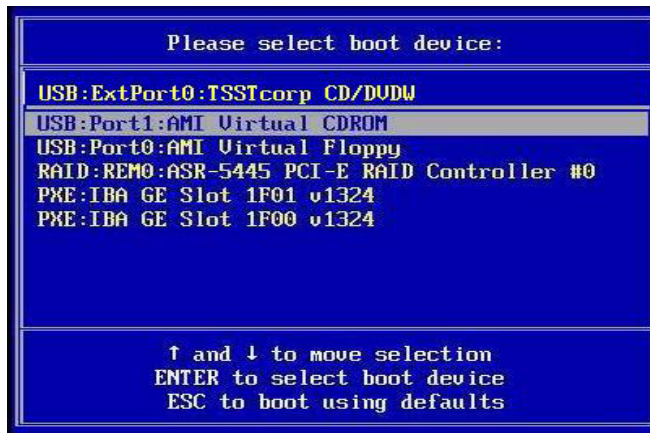 Please select boot device:
USB:ExtPort0:TSSTcorp CD/DVDW
USB:Port1:AMI Virtual CDROM
USB:Port0:AMI Virtual Floppy
RAID:REM0:ASR-5445 PCI-E RAID Controller #0
PXE:IBA GE Slot 1F01 v1324
PXE:IBA GE Slot 1F00 v1324
↑ and ↓ to move selection
ENTER to select boot device
ESC to boot using defaults